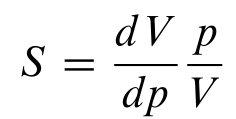 S = \frac{dV}{dp} \frac{p}{V}